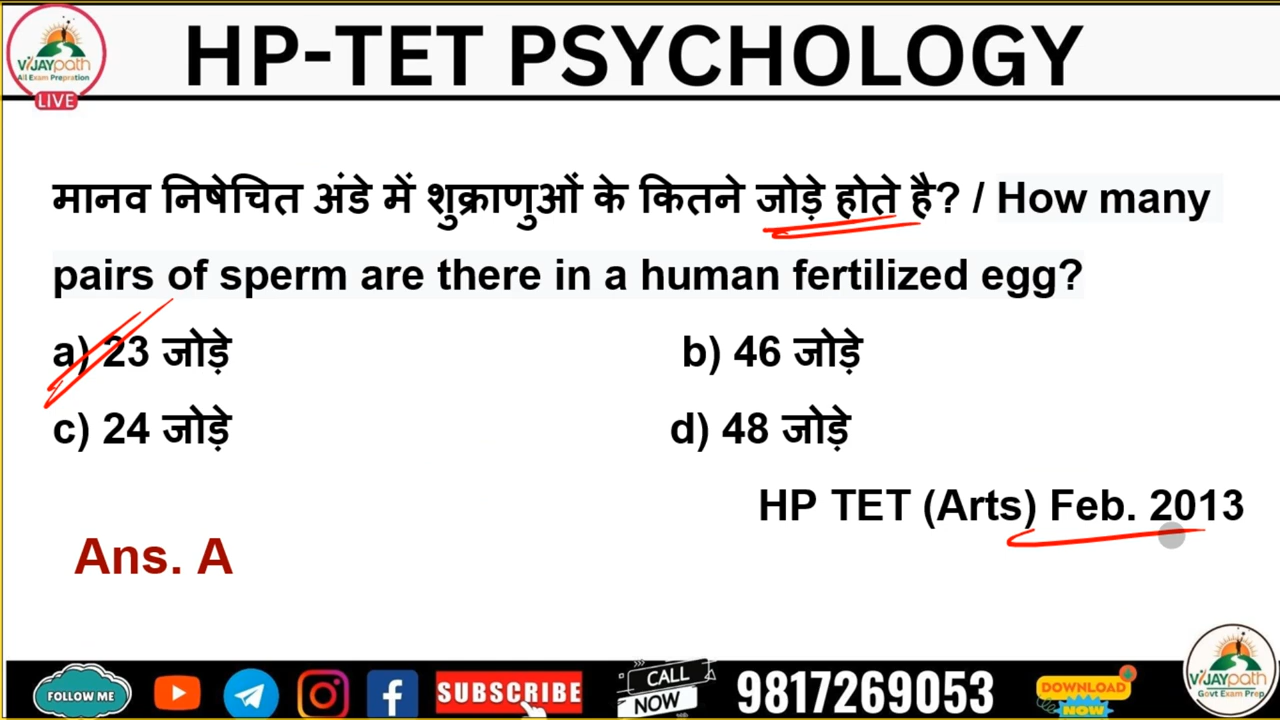 HP-TET PSYCHOLOGY
ViJAYpath
All Exam Prepration
LIVE
मानव निषेचित अंडे में शुक्राणुओं के कितने जोड़े होते है? / How many
pairs of sperm are there in a human fertilized egg?
a) 23 जोड़े
b) 46 जोड़े
c) 24 जोड़े
d) 48 जोड़े
HP TET (Arts) Feb. 2013
Ans. A
FOLLOW ME
SUBSCRIBE
CALL
NOW
9817269053
DOWNLOAD
NOW
ViJAYpath
Govt Exam Prep